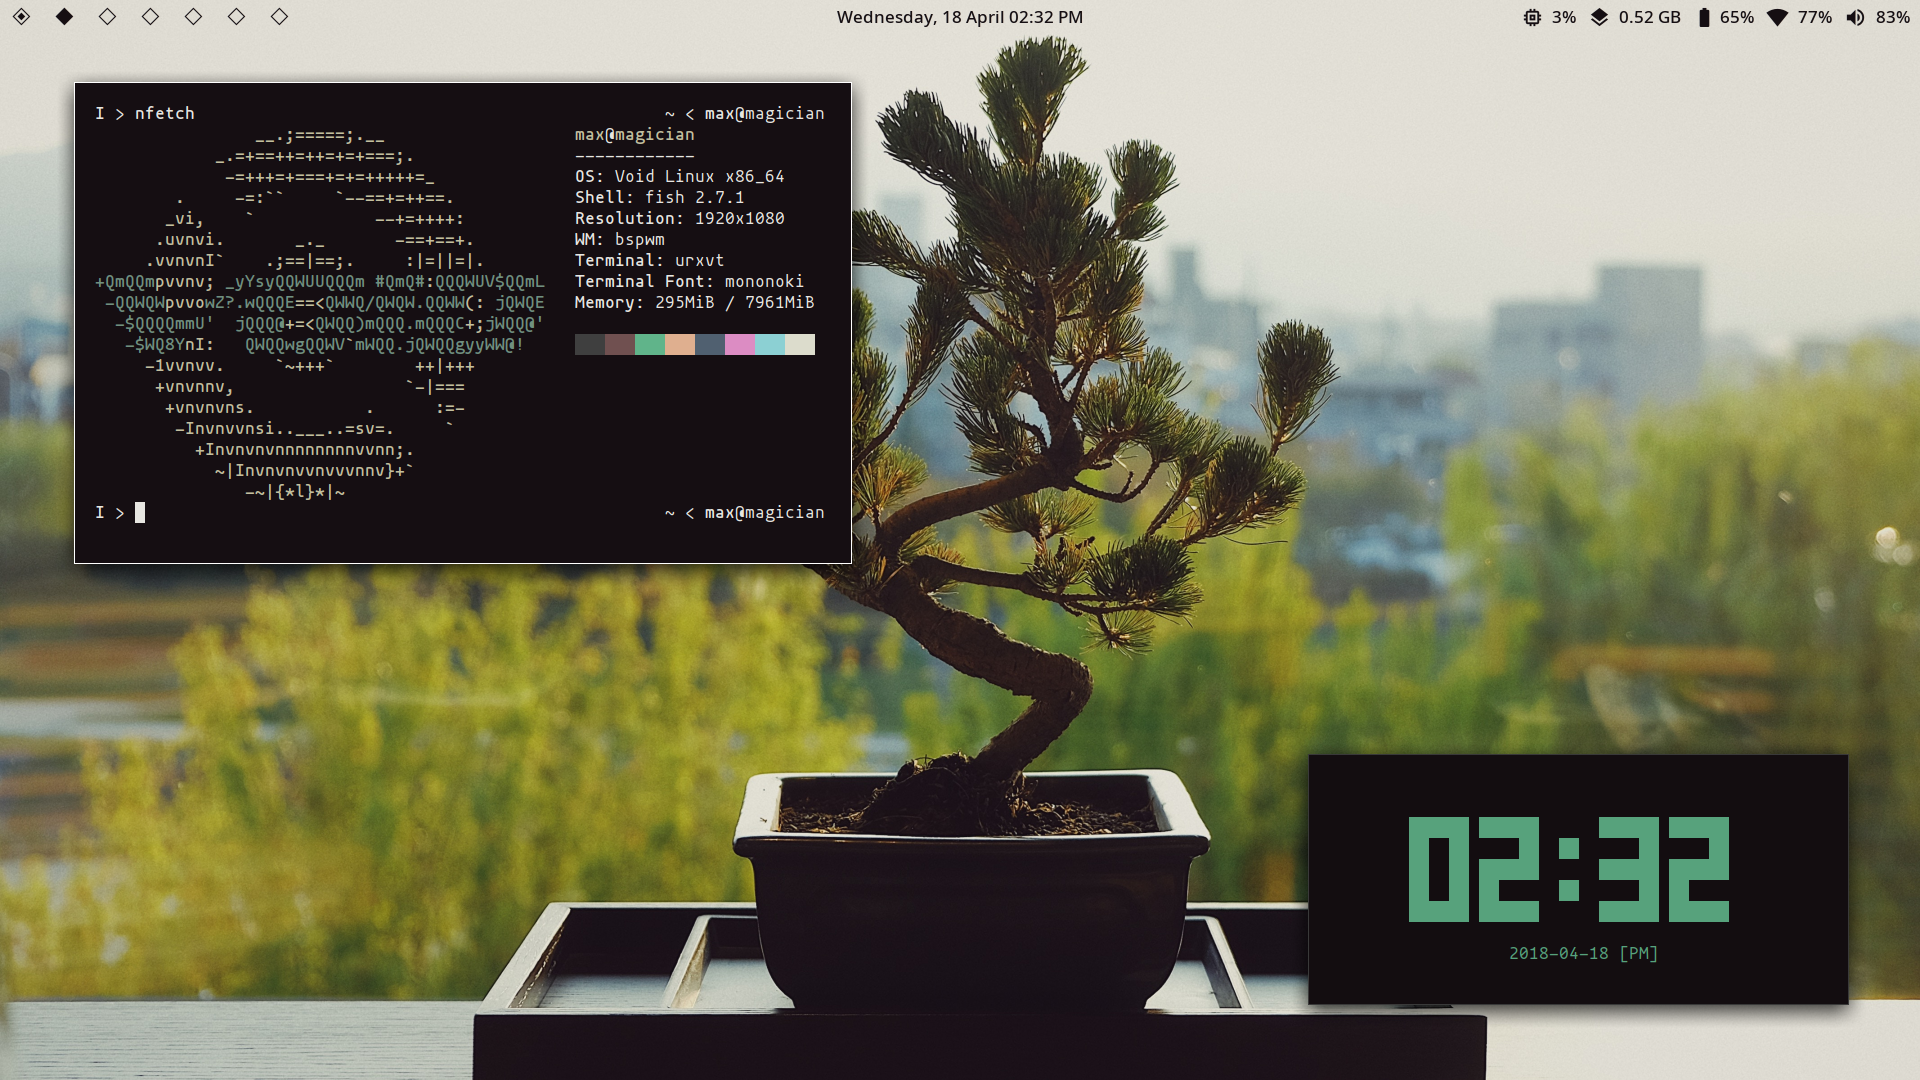 Wednesday, 18 April 02:32 PM
3% 0.52 GB 65% 77% 83%
I > nfetch ~ < max@magician
__.;=====;.__ max@magician
_.=+==++=++=+=+===;. ------------
-=+++=+===+=+=+++++=_ OS: Void Linux x86_64
. -=:`` `--==+=++==. Shell: fish 2.7.1
_vi, ` --+=++++: Resolution: 1920x1080
.uvnvi. _._ -==+==+. WM: bspwm
.vvnvnI` .;==|==;. :|=||=|. Terminal: urxvt
+QmQQmpvvnv; _yYsyQQWUUQQQm #QmQ#:QQQWUV$QQmL Terminal Font: mononoki
-QQWQWpvvowZ?.wQQQE==<QWWQ/QWQW.QQWW(: jQWQE Memory: 295MiB / 7961MiB
-$QQQQmmU' jQQQ@+=<QWQQ)mQQQ.mQQQC+;jWQQ@'
-$WQ8YnI: QWQQwgQQWV`mWQQ.jQWQQgyyWW@!
-1vvnvv. `~+++` ++|+++
+vnvnnv, `-|===
+vnvnvns. . :=-
-Invnvvnsi..___..=sv=. `
+Invnvnvnnnnnnnnvvnn;.
~|Invnvnvvnvvvnnv}+`
-~|{*l}*|~
I > ~ < max@magician
02:32
2018-04-18 [PM]